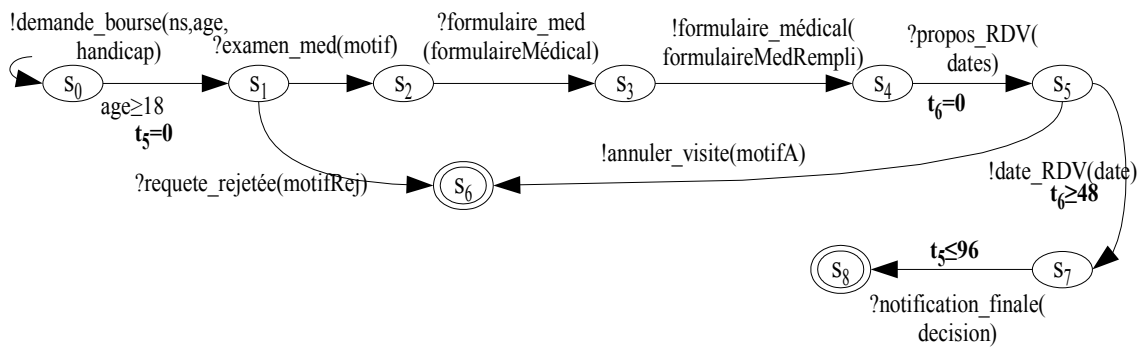 !demande_bourse(ns,age,
handicap)
?examen_med(motif)
?formulaire_med
(formulaireMédical)
!formulaire_médical(
formulaireMedRempli)
?propos_RDV(
dates)
s0
s1
s2
s3
s4
s5
age≥18
t5=0
t6=0
!annuler_visite(motifA)
?requete_rejetée(motifRej)
s6
!date_RDV(date)
t6≥48
t5≤96
s8
s7
?notification_finale(
decision)